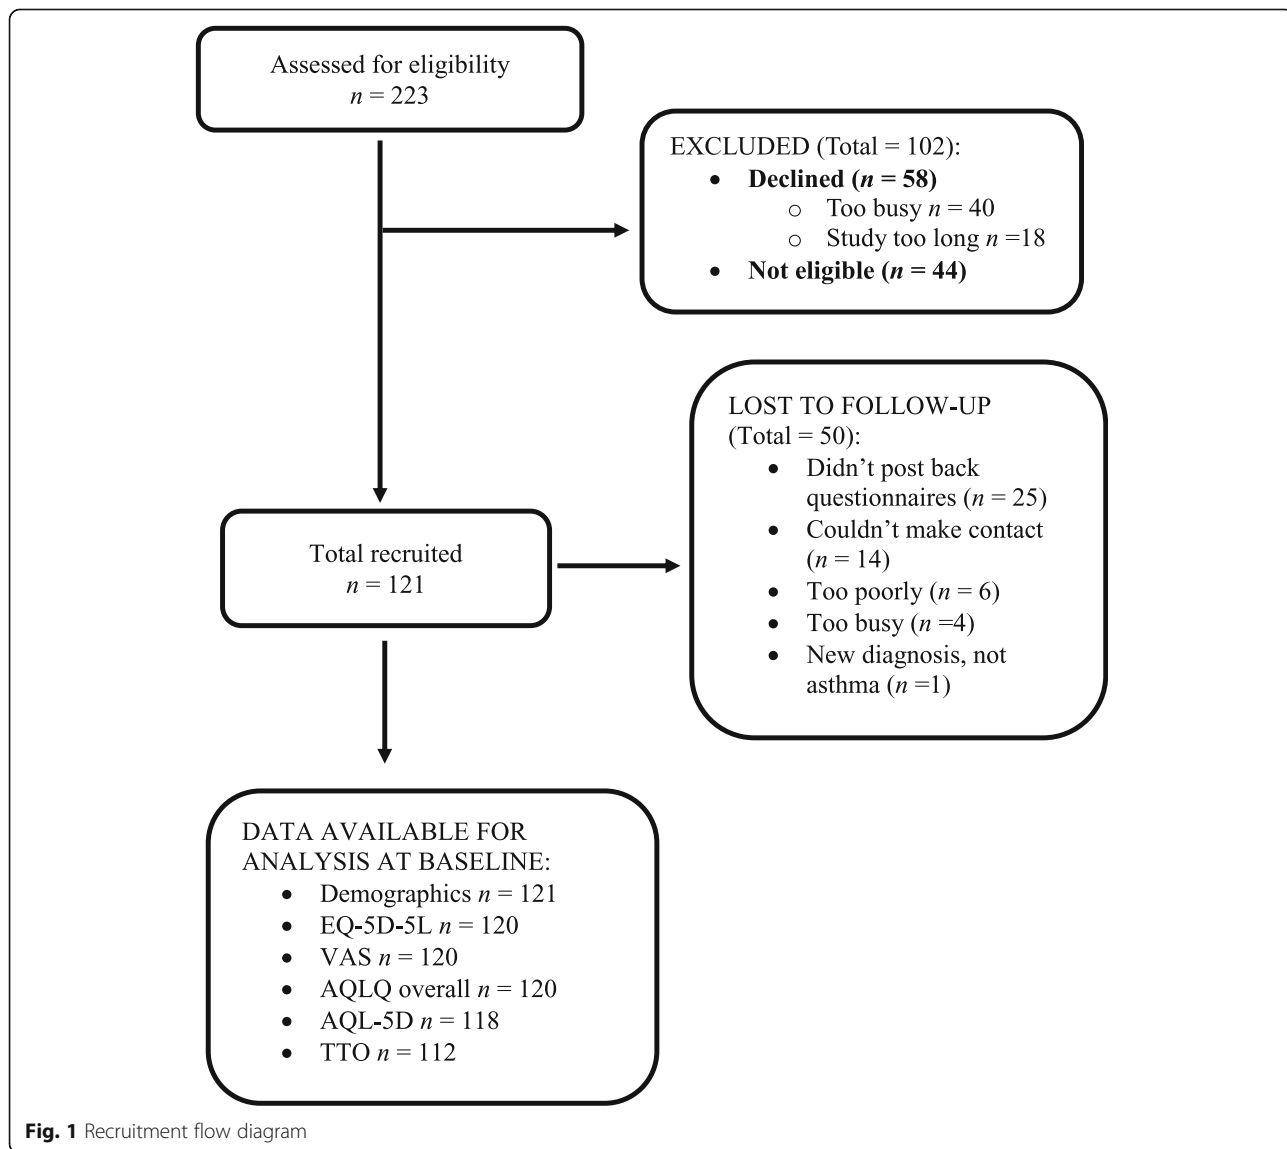 Assessed for eligibility
n = 223
EXCLUDED (Total = 102):
• Declined (n = 58)
o Too busy n = 40
o Study too long n =18
• Not eligible (n = 44)
LOST TO FOLLOW-UP
(Total = 50):
• Didn't post back
questionnaires (n = 25)
• Couldn't make contact
(n = 14)
• Too poorly (n = 6)
• Too busy (n =4)
• New diagnosis, not
asthma (n =1)
Total recruited
n = 121
DATA AVAILABLE FOR
ANALYSIS AT BASELINE:
• Demographics n = 121
• EQ-5D-5L n = 120
• VAS n = 120
• AQLQ overall n = 120
• AQL-5D n = 118
• TTO n = 112
Fig. 1 Recruitment flow diagram